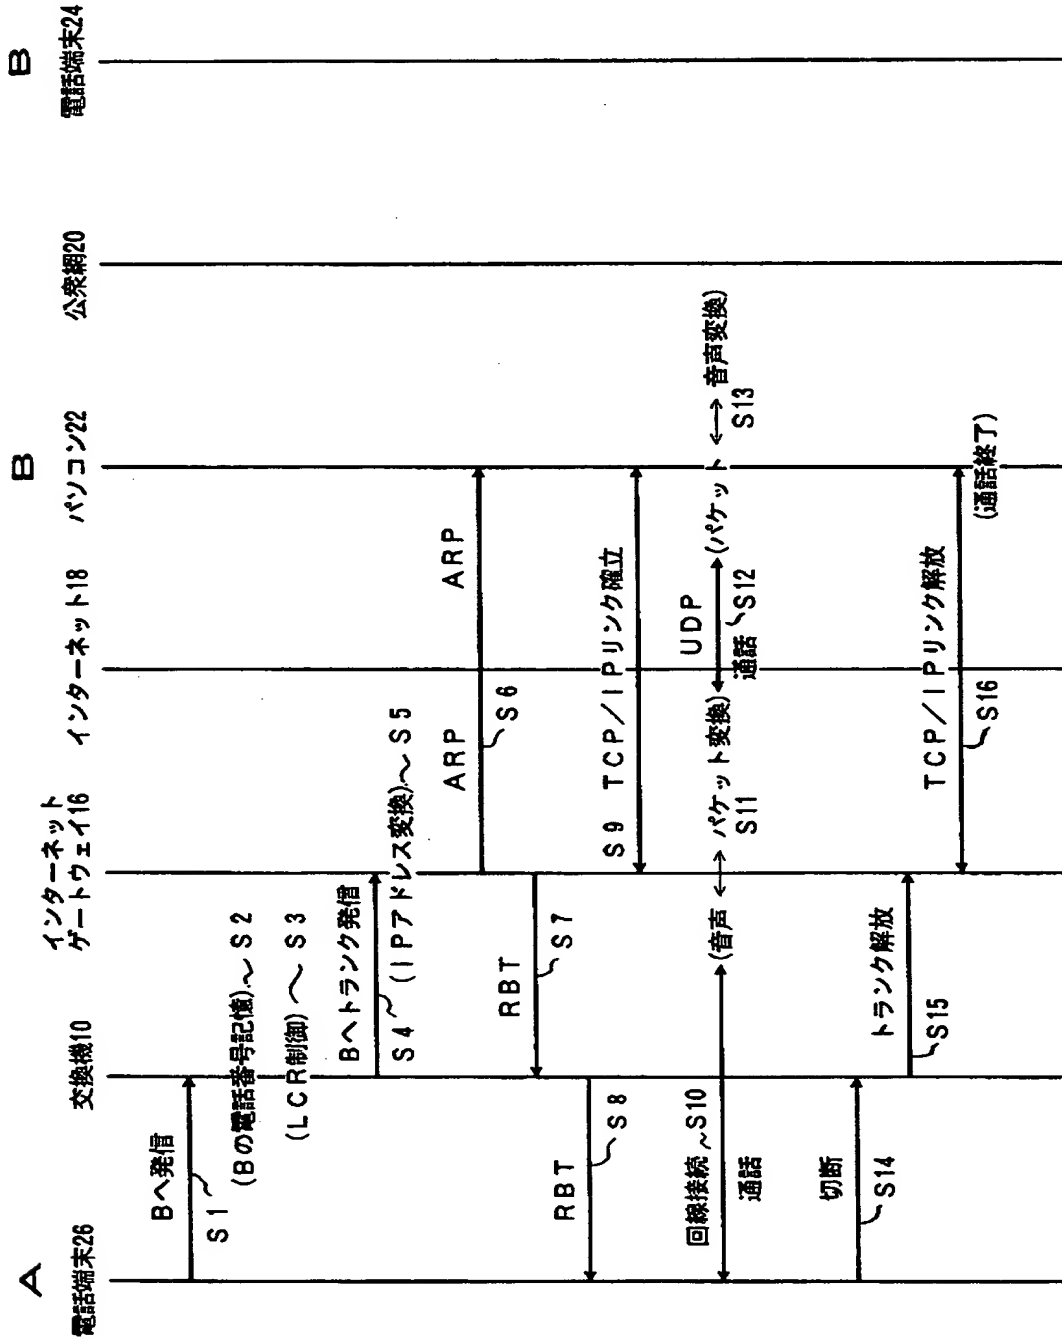 A
電話端末26
交換機10
インターネット
ゲートウェイ16
インターネット18
B
パソコン22
公衆網20
B
電話端末24
Bへ発信
S1
(Bの電話番号記憶)～S2
(LCR制御)～S3
Bへトランク発信
S4
(IPアドレス変換)～S5
ARP
ARP
S6
RBT
S7
RBT
S8
S9 TCP/IPリンク確立
回線接続～S10
通話
(音声 ↔ パケット変換)
S11
UDP
通話
S12
(パケット ↔ 音声変換)
S13
切断
S14
トランク解放
S15
TCP/IPリンク解放
S16
(通話終了)